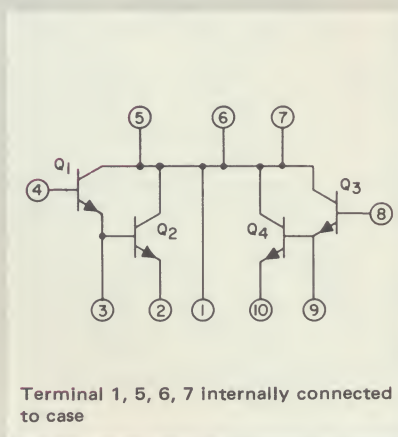 5 6 7
Q1 Q3
4 8
Q2 Q4
3 2 1 10 9
Terminal 1, 5, 6, 7 internally connected
to case